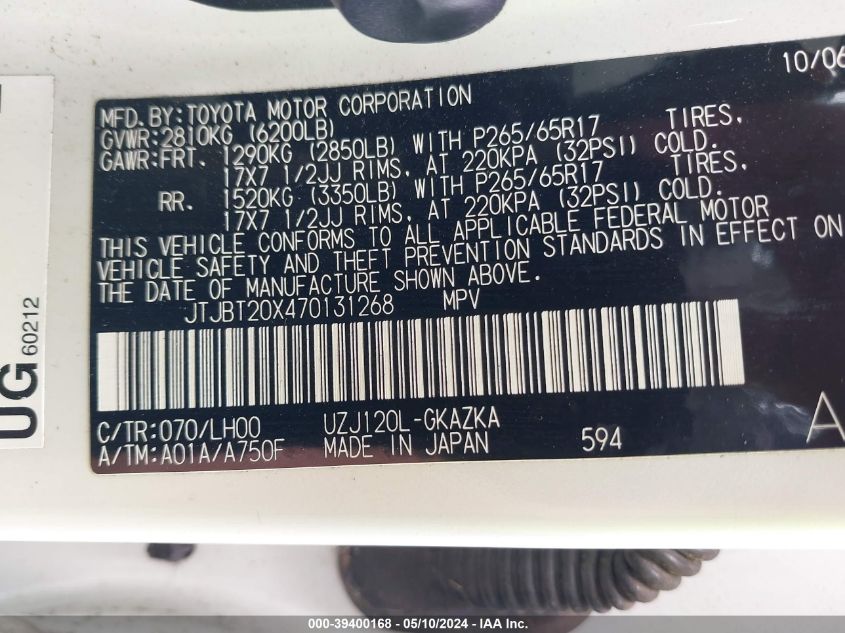 10/06
MFD. BY: TOYOTA MOTOR CORPORATION
GVWR: 2810KG (6200LB)
GAWR: FRT. 1290KG (2850LB) WITH P265/65R17 TIRES,
17X7 1/2JJ RIMS, AT 220KPA (32PSI) COLD.
RR. 1520KG (3350LB) WITH P265/65R17 TIRES,
17X7 1/2JJ RIMS, AT 220KPA (32PSI) COLD.
THIS VEHICLE CONFORMS TO ALL APPLICABLE FEDERAL MOTOR
VEHICLE SAFETY AND THEFT PREVENTION STANDARDS IN EFFECT ON
THE DATE OF MANUFACTURE SHOWN ABOVE.
JTJBT20X470131268 MPV
C/TR: 070/LH00 UZJ120L-GKAZKA
A/TM: A01A/A750F MADE IN JAPAN 594
A
UG
60212
000-39400168 - 05/10/2024 - IAA Inc.